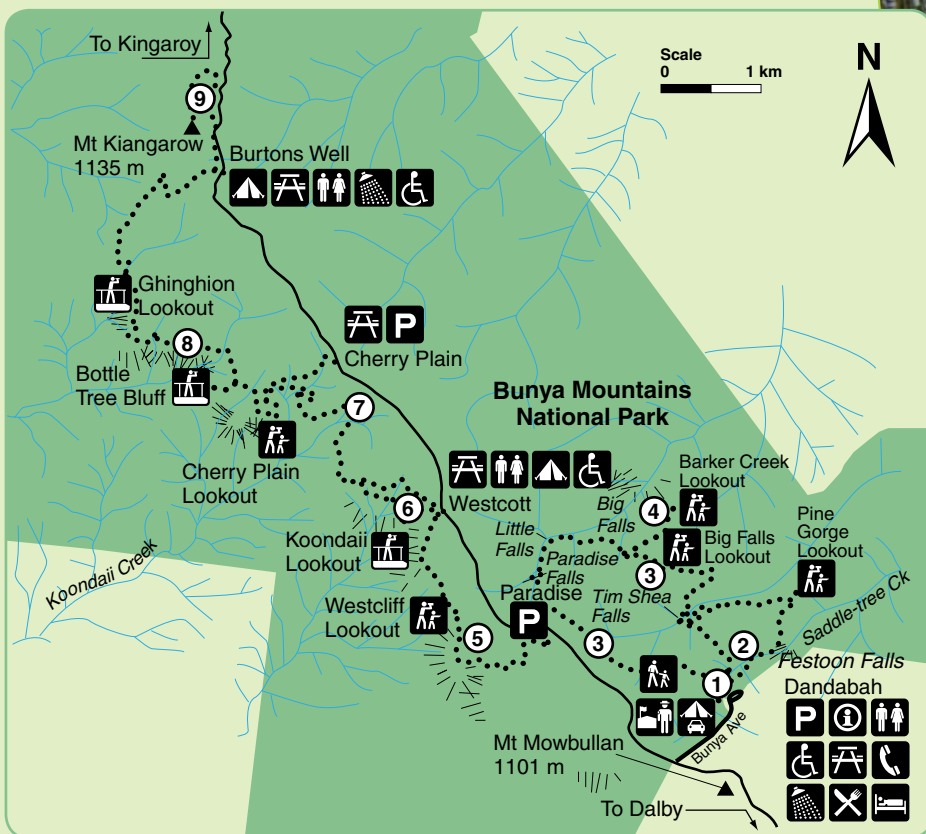 To Kingaroy
Scale
0 1 km
N
9
Mt Kiangarow
1135 m
Burtons Well
Ghinghion
Lookout
8
Bottle
Tree Bluff
P
Cherry Plain
7
Cherry Plain
Lookout
Bunya Mountains
National Park
6
Westcott
Koondaii
Lookout
Koondaii Creek
Westcliff
Lookout
5
Little
Falls
Big
Falls
4
Barker Creek
Lookout
Big Falls
Lookout
Pine
Gorge
Lookout
Paradise
Falls
3
Paradise
P
Tim Shea
Falls
3
2
Saddle-tree Ck
1
Festoon Falls
Dandabah
P
i
Bunya Ave
Mt Mowbullan
1101 m
To Dalby